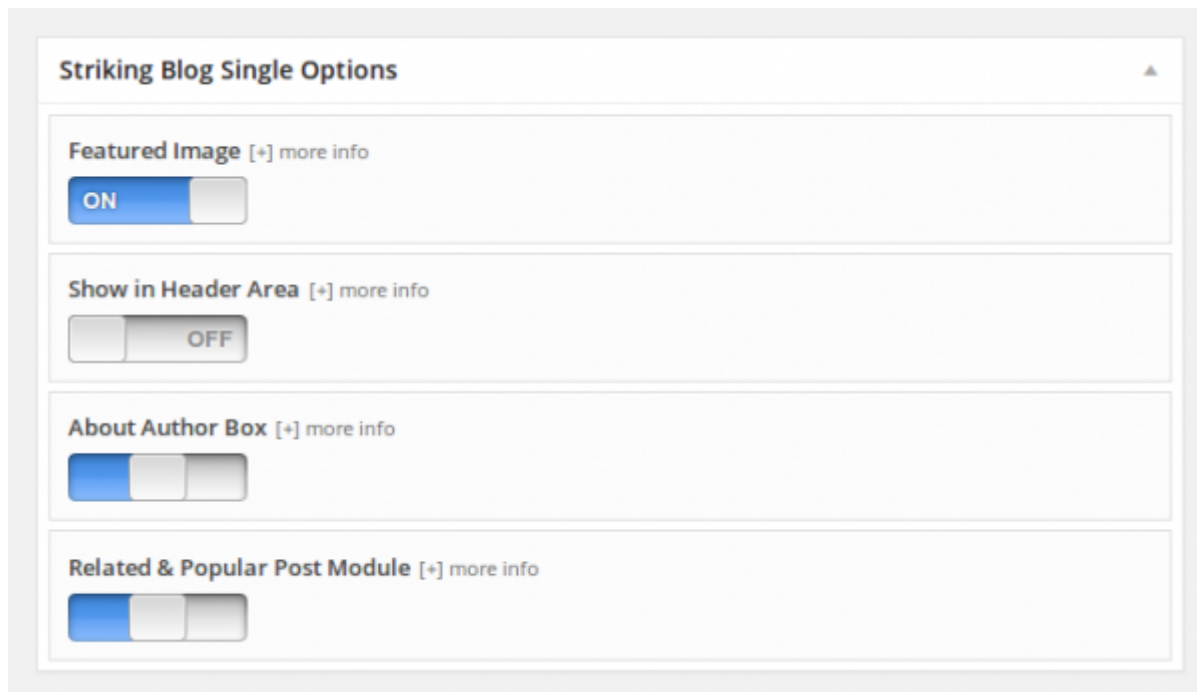 Striking Blog Single Options
Featured Image [+] more info
ON
Show in Header Area [+] more info
OFF
About Author Box [+] more info
Related & Popular Post Module [+] more info